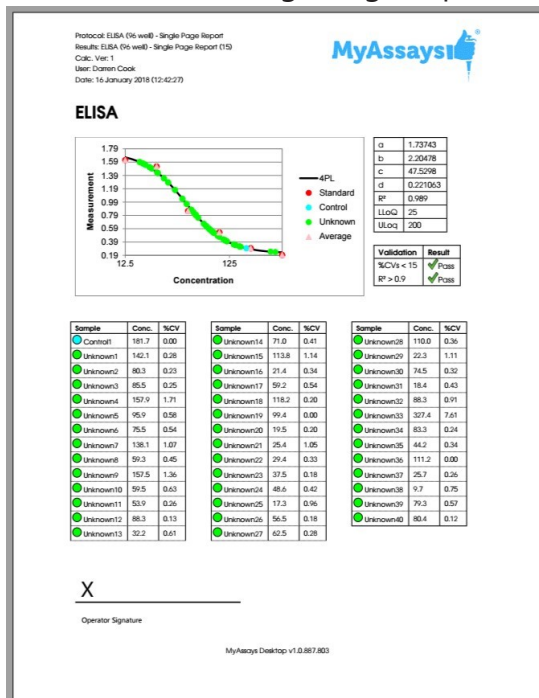 Protocol: ELISA (96 well) - Single Page Report
Results: ELISA (96 well) - Single Page Report (15)
Calc. Ver: 1
User: Darren Cook
Date: 16 January 2018 (12:42:27)
MyAssays
ELISA
1.79
1.59
1.39
1.19
0.99
0.79
0.59
0.39
0.19
Measurement
12.5 125
Concentration
4PL
Standard
Control
Unknown
Average
a 1.73743
b 2.20478
c 47.5298
d 0.221063
R² 0.989
LLoQ 25
ULoq 200
Validation Result
%CVs < 15 Pass
R² > 0.9 Pass
Sample Conc. %CV
Control1 181.7 0.00
Unknown1 142.1 0.28
Unknown2 80.3 0.23
Unknown3 85.5 0.25
Unknown4 157.9 1.71
Unknown5 95.9 0.58
Unknown6 75.5 0.54
Unknown7 138.1 1.07
Unknown8 59.3 0.45
Unknown9 157.5 1.36
Unknown10 59.5 0.63
Unknown11 53.9 0.26
Unknown12 88.3 0.13
Unknown13 32.2 0.61
Sample Conc. %CV
Unknown14 71.0 0.41
Unknown15 113.8 1.14
Unknown16 21.4 0.34
Unknown17 59.2 0.54
Unknown18 118.2 0.20
Unknown19 99.4 0.00
Unknown20 19.5 0.20
Unknown21 25.4 1.05
Unknown22 29.4 0.33
Unknown23 37.5 0.18
Unknown24 48.6 0.42
Unknown25 17.3 0.96
Unknown26 56.5 0.18
Unknown27 62.5 0.28
Sample Conc. %CV
Unknown28 110.0 0.36
Unknown29 22.3 1.11
Unknown30 74.5 0.32
Unknown31 18.4 0.43
Unknown32 88.3 0.91
Unknown33 327.4 7.61
Unknown34 83.3 0.24
Unknown35 44.2 0.34
Unknown36 111.2 0.00
Unknown37 25.7 0.26
Unknown38 9.7 0.75
Unknown39 79.3 0.57
Unknown40 80.4 0.12
X
Operator Signature
MyAssays Desktop v1.0.887.803